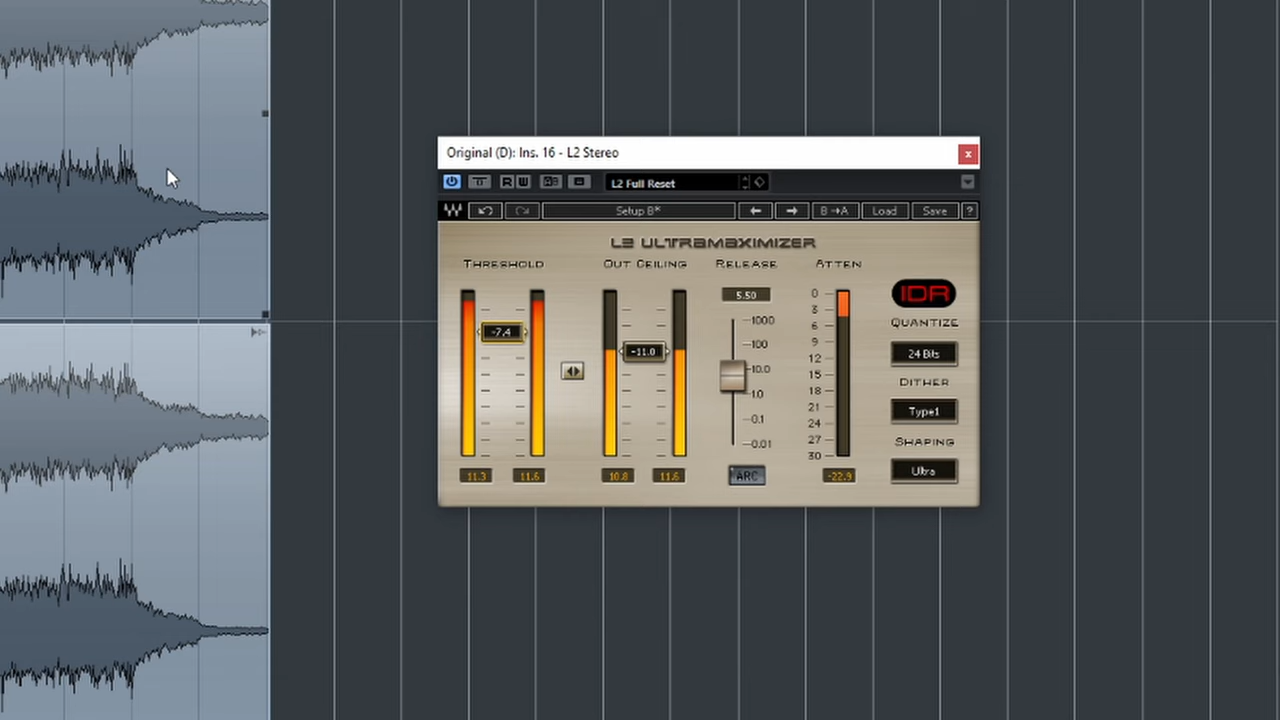 Original (D): Ins. 16 - L2 Stereo
R W L2 Full Reset
Setup B* B→A Load Save ?
L2 ULTRAMAXIMIZER
THRESHOLD OUT CEILING RELEASE ATTEN
IDR
5.50
0
3
6
9
12
15
18
21
24
27
30
1000
100
10.0
1.0
0.1
0.01
-7.4
-11.0
QUANTIZE
24 Bits
DITHER
Type1
SHAPING
Ultra
11.3 11.6 10.8 11.6 ARC -22.9